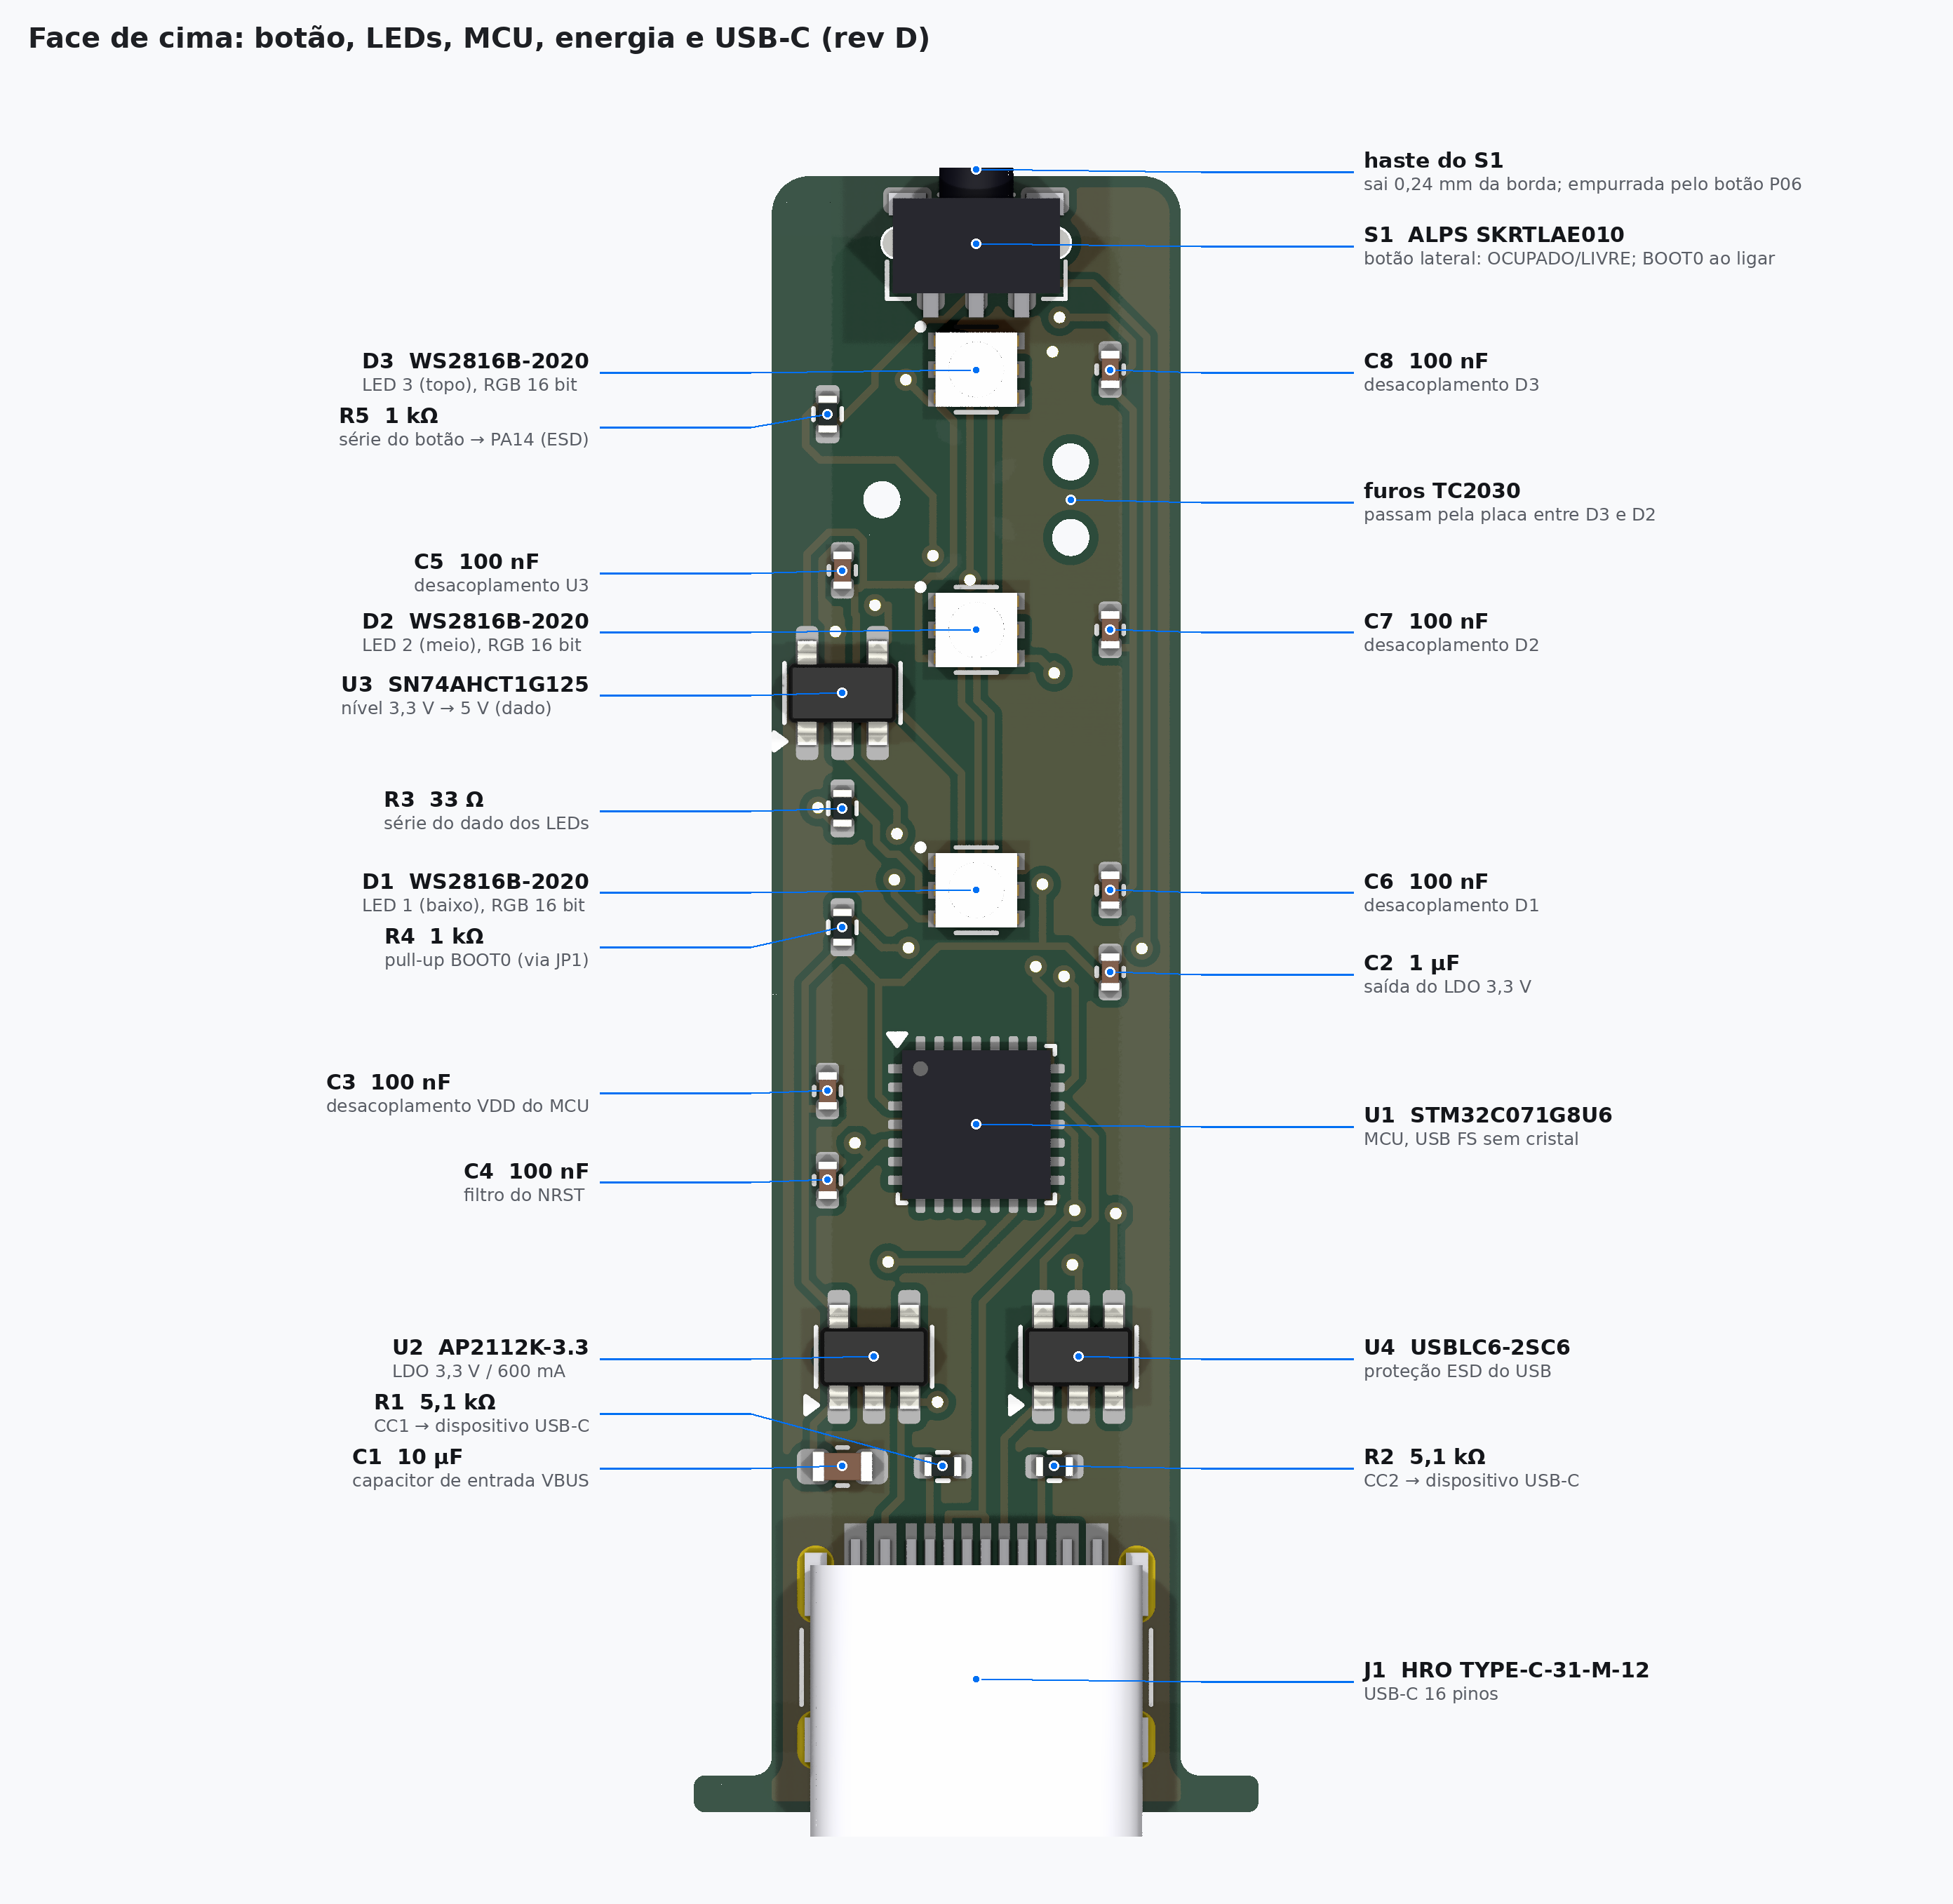 Face de cima: botão, LEDs, MCU, energia e USB-C (rev D)
haste do S1
sai 0,24 mm da borda; empurrada pelo botão P06
S1 ALPS SKRTLAE010
botão lateral: OCUPADO/LIVRE; BOOT0 ao ligar
D3 WS2816B-2020
LED 3 (topo), RGB 16 bit
C8 100 nF
desacoplamento D3
R5 1 kΩ
série do botão → PA14 (ESD)
furos TC2030
passam pela placa entre D3 e D2
C5 100 nF
desacoplamento U3
D2 WS2816B-2020
LED 2 (meio), RGB 16 bit
C7 100 nF
desacoplamento D2
U3 SN74AHCT1G125
nível 3,3 V → 5 V (dado)
R3 33 Ω
série do dado dos LEDs
D1 WS2816B-2020
LED 1 (baixo), RGB 16 bit
C6 100 nF
desacoplamento D1
R4 1 kΩ
pull-up BOOT0 (via JP1)
C2 1 µF
saída do LDO 3,3 V
C3 100 nF
desacoplamento VDD do MCU
U1 STM32C071G8U6
MCU, USB FS sem cristal
C4 100 nF
filtro do NRST
U2 AP2112K-3.3
LDO 3,3 V / 600 mA
U4 USBLC6-2SC6
proteção ESD do USB
R1 5,1 kΩ
CC1 → dispositivo USB-C
C1 10 µF
capacitor de entrada VBUS
R2 5,1 kΩ
CC2 → dispositivo USB-C
J1 HRO TYPE-C-31-M-12
USB-C 16 pinos